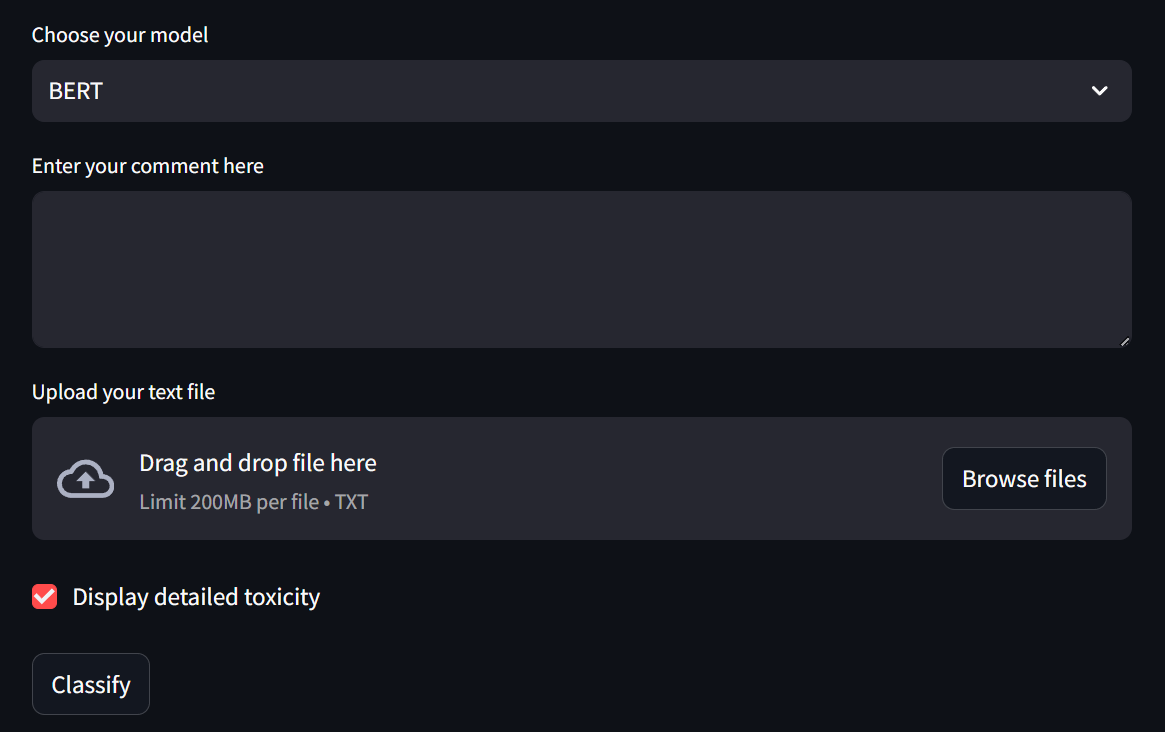 Choose your model
BERT
Enter your comment here
Upload your text file
Drag and drop file here
Limit 200MB per file • TXT
Browse files
Display detailed toxicity
Classify